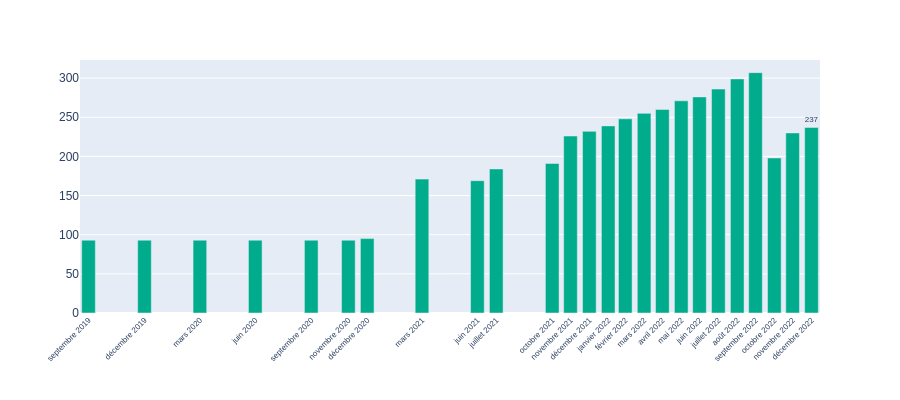 300
250
200
150
100
50
0
237
septembre 2019
décembre 2019
mars 2020
juin 2020
septembre 2020
novembre 2020
décembre 2020
mars 2021
juin 2021
juillet 2021
octobre 2021
novembre 2021
décembre 2021
janvier 2022
février 2022
mars 2022
avril 2022
mai 2022
juin 2022
juillet 2022
août 2022
septembre 2022
octobre 2022
novembre 2022
décembre 2022